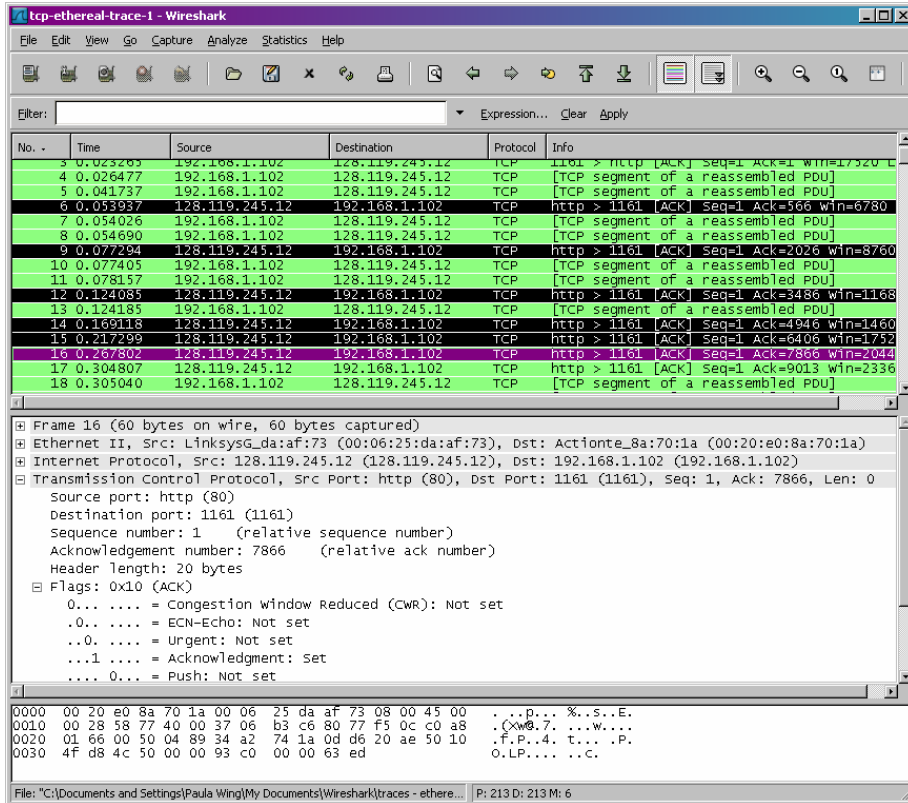 tcp-ethereal-trace-1 - Wireshark
File Edit View Go Capture Analyze Statistics Help
Filter: Expression... Clear Apply
No. Time Source Destination Protocol Info
3 0.023265 192.168.1.102 128.119.245.12 TCP 1161 > http [ACK] Seq=1 Ack=1 Win=17520 L
4 0.026477 192.168.1.102 128.119.245.12 TCP [TCP segment of a reassembled PDU]
5 0.041737 192.168.1.102 128.119.245.12 TCP [TCP segment of a reassembled PDU]
6 0.053937 128.119.245.12 192.168.1.102 TCP http > 1161 [ACK] Seq=1 Ack=566 Win=6780
7 0.054026 192.168.1.102 128.119.245.12 TCP [TCP segment of a reassembled PDU]
8 0.054690 192.168.1.102 128.119.245.12 TCP [TCP segment of a reassembled PDU]
9 0.077294 128.119.245.12 192.168.1.102 TCP http > 1161 [ACK] Seq=1 Ack=2026 Win=8760
10 0.077405 192.168.1.102 128.119.245.12 TCP [TCP segment of a reassembled PDU]
11 0.078157 192.168.1.102 128.119.245.12 TCP [TCP segment of a reassembled PDU]
12 0.124085 128.119.245.12 192.168.1.102 TCP http > 1161 [ACK] Seq=1 Ack=3486 Win=1168
13 0.124185 192.168.1.102 128.119.245.12 TCP [TCP segment of a reassembled PDU]
14 0.169118 128.119.245.12 192.168.1.102 TCP http > 1161 [ACK] Seq=1 Ack=4946 Win=1460
15 0.217299 128.119.245.12 192.168.1.102 TCP http > 1161 [ACK] Seq=1 Ack=6406 Win=1752
16 0.267802 128.119.245.12 192.168.1.102 TCP http > 1161 [ACK] Seq=1 Ack=7866 Win=2044
17 0.304807 128.119.245.12 192.168.1.102 TCP http > 1161 [ACK] Seq=1 Ack=9013 Win=2336
18 0.305040 192.168.1.102 128.119.245.12 TCP [TCP segment of a reassembled PDU]
Frame 16 (60 bytes on wire, 60 bytes captured)
Ethernet II, Src: LinksysG_da:af:73 (00:06:25:da:af:73), Dst: Actionte_8a:70:1a (00:20:e0:8a:70:1a)
Internet Protocol, Src: 128.119.245.12 (128.119.245.12), Dst: 192.168.1.102 (192.168.1.102)
Transmission Control Protocol, Src Port: http (80), Dst Port: 1161 (1161), Seq: 1, Ack: 7866, Len: 0
Source port: http (80)
Destination port: 1161 (1161)
Sequence number: 1 (relative sequence number)
Acknowledgement number: 7866 (relative ack number)
Header length: 20 bytes
Flags: 0x10 (ACK)
0... .... = Congestion Window Reduced (CWR): Not set
.0.. .... = ECN-Echo: Not set
..0. .... = Urgent: Not set
...1 .... = Acknowledgment: Set
.... 0... = Push: Not set
0000 00 20 e0 8a 70 1a 00 06 25 da af 73 08 00 45 00 . ..p... %..s..E.
0010 00 28 58 77 40 00 37 06 b3 c6 80 77 f5 0c c0 a8 .(Xw@.7. ...w....
0020 01 66 00 50 04 89 34 a2 74 1a 0d d6 20 ae 50 10 .f.P..4. t... .P.
0030 4f d8 4c 50 00 00 93 c0 00 00 63 ed O.LP.... ..c.
File: "C:\Documents and Settings\Paula Wing\My Documents\Wireshark\traces - ethere... P: 213 D: 213 M: 6